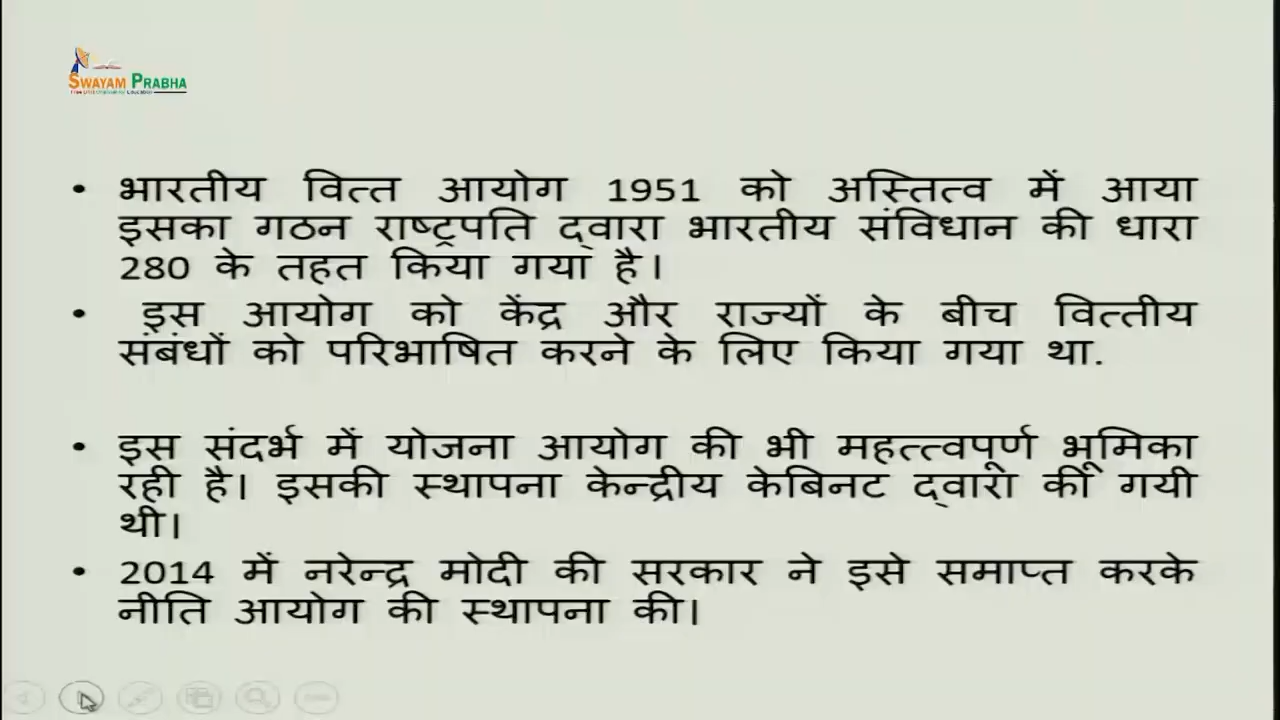 SWAYAM PRABHA
• भारतीय वित्त आयोग 1951 को अस्तित्व में आया
इसका गठन राष्ट्रपति द्वारा भारतीय संविधान की धारा
280 के तहत किया गया है।
• इस आयोग को केंद्र और राज्यों के बीच वित्तीय
संबंधों को परिभाषित करने के लिए किया गया था.
• इस संदर्भ में योजना आयोग की भी महत्त्वपूर्ण भूमिका
रही है। इसकी स्थापना केन्द्रीय केबिनट द्वारा की गयी
थी।
• 2014 में नरेन्द्र मोदी की सरकार ने इसे समाप्त करके
नीति आयोग की स्थापना की।